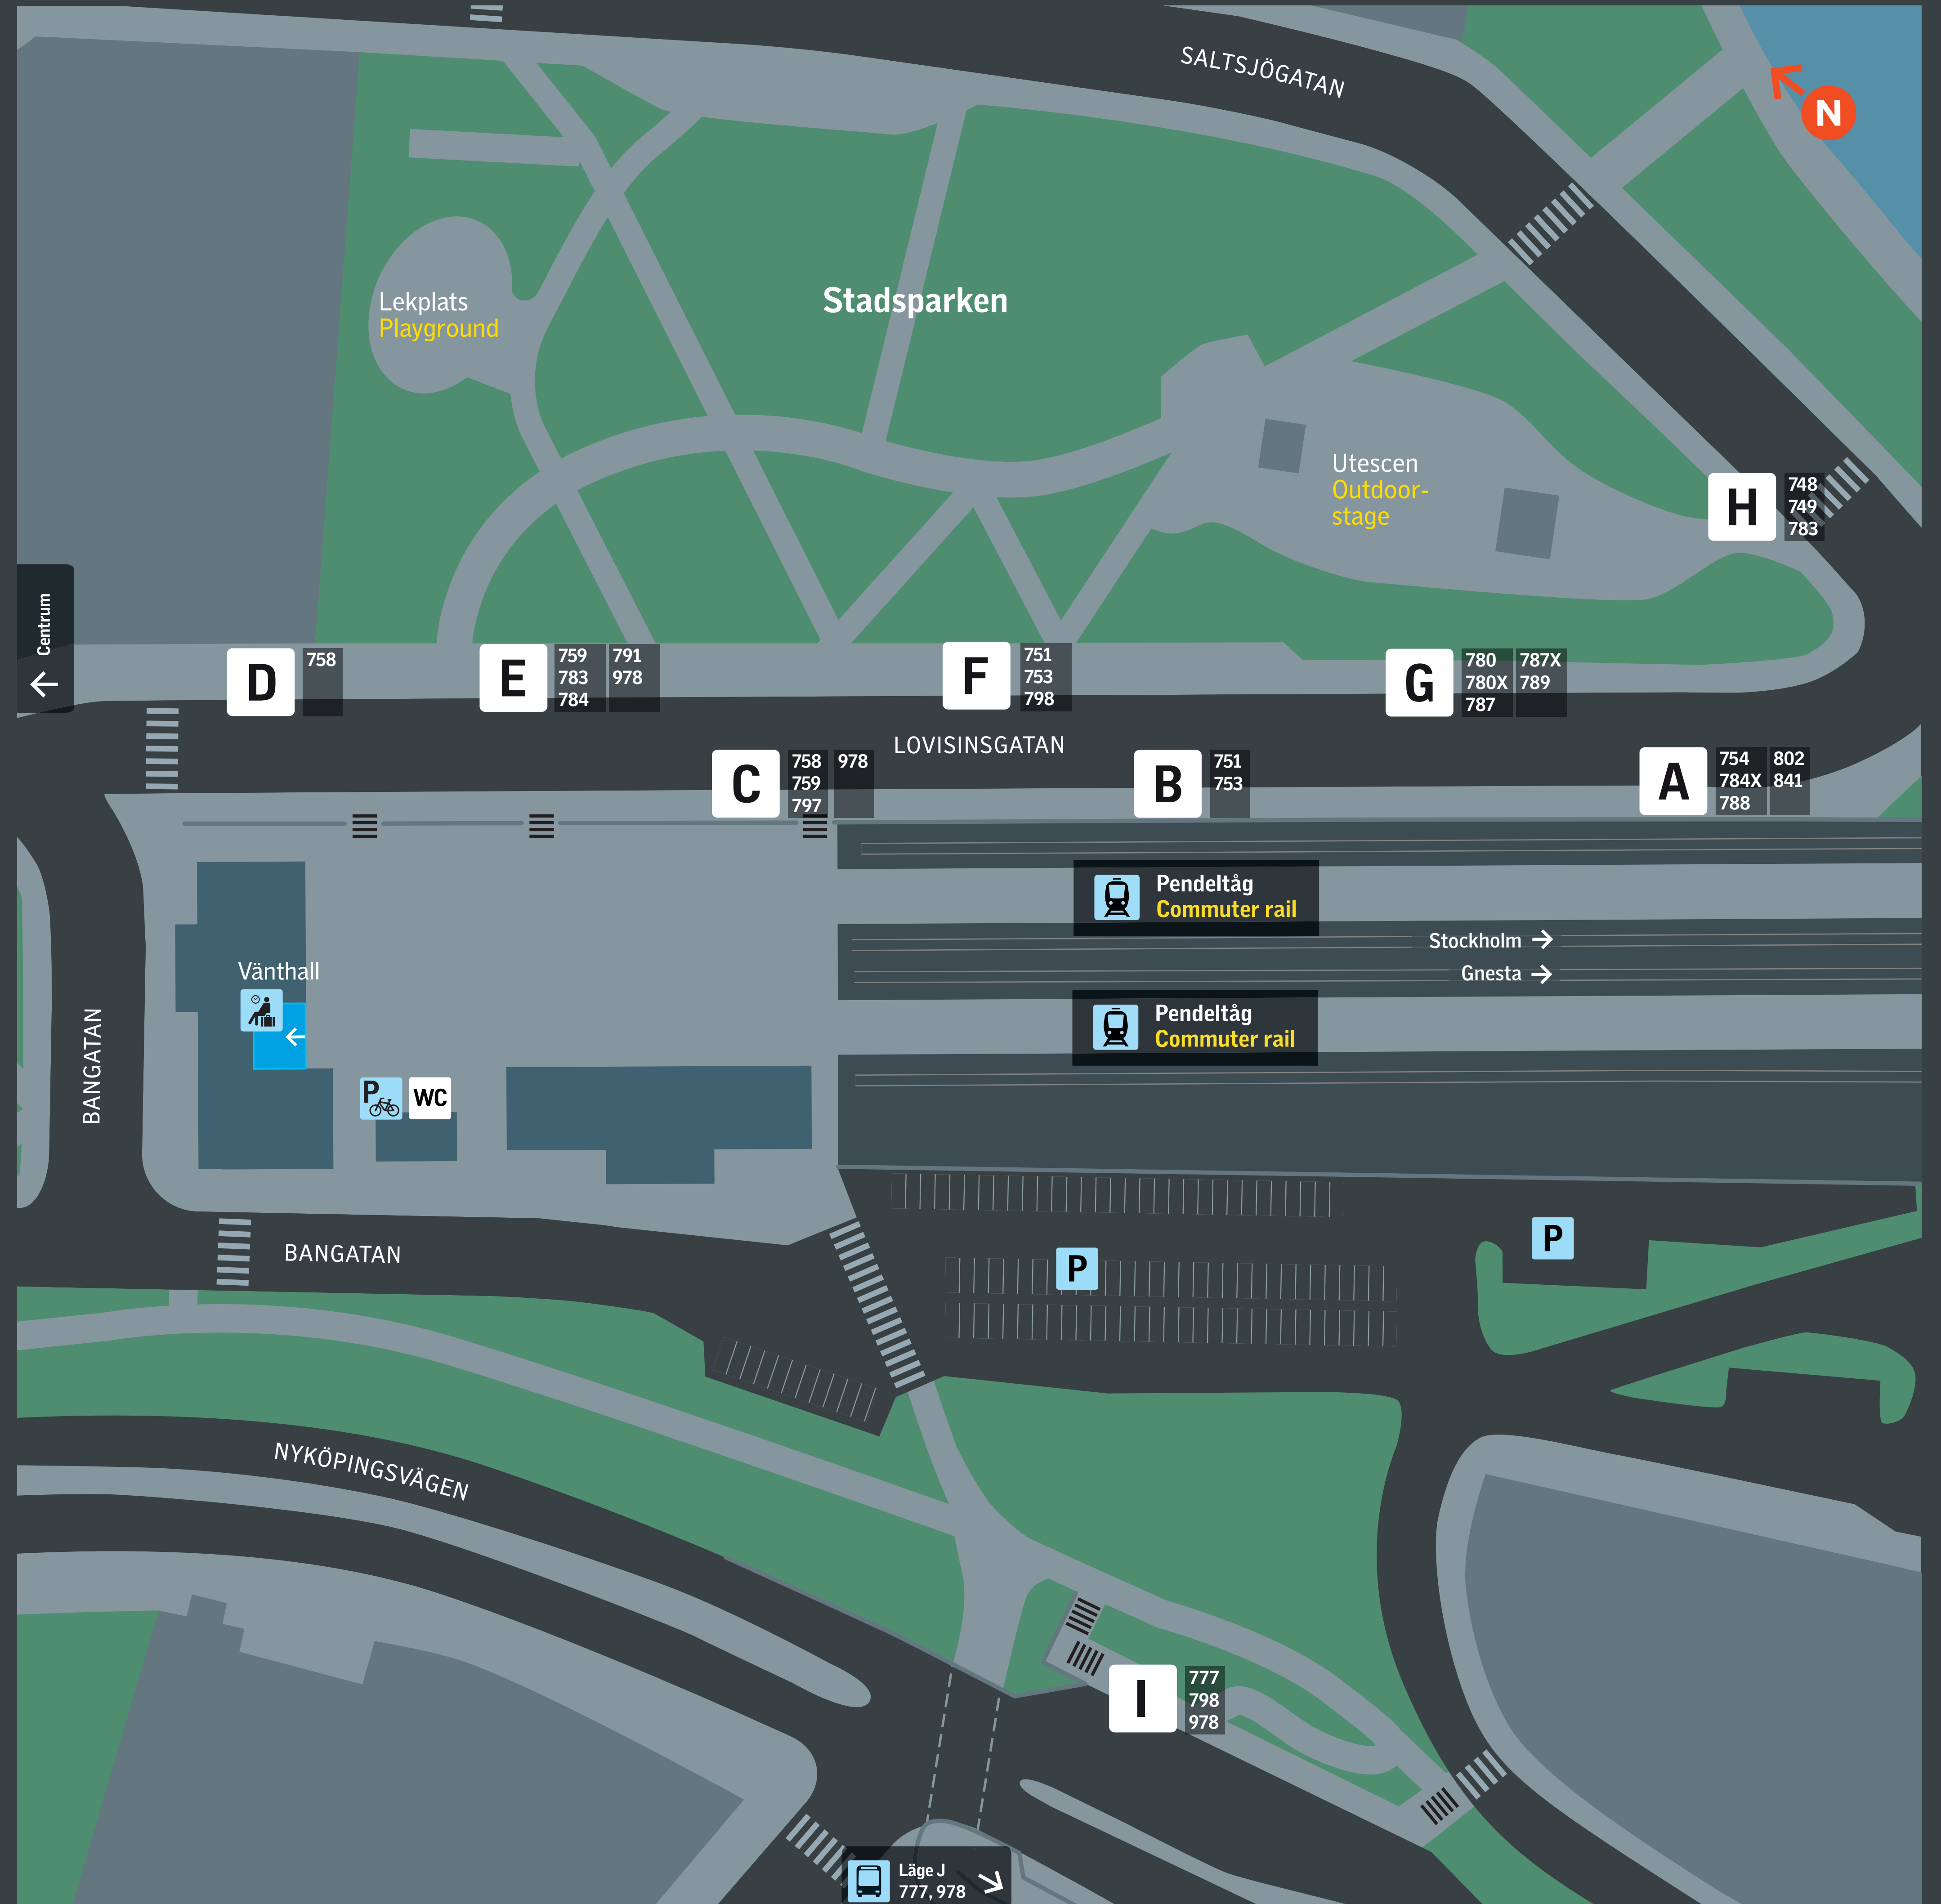 SALTSJÖGATAN
N
Lekplats
Playground
Stadsparken
Utescen
Outdoor-
stage
H
748
749
783
Centrum
D
758
E
759
783
784
791
978
F
751
753
798
G
780
780X
787
787X
789
LOVISINSGATAN
C
758
759
797
978
B
751
753
A
754
784X
788
802
841
Pendeltåg
Commuter rail
Stockholm →
Gnesta →
Pendeltåg
Commuter rail
Vänthall
BANGATAN
P
WC
BANGATAN
P
P
NYKÖPINGSVÄGEN
I
777
798
978
Läge J
777, 978